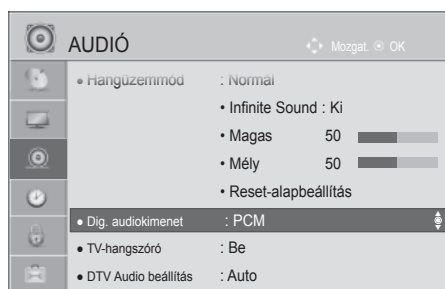 AUDIÓ
Mozgat. OK
• Hangüzemmód : Normál
• Infinite Sound : Ki
• Magas 50
• Mély 50
• Reset-alapbeállítás
• Dig. audiokimenet : PCM
• TV-hangszóró : Be
• DTV Audio beállítás : Auto